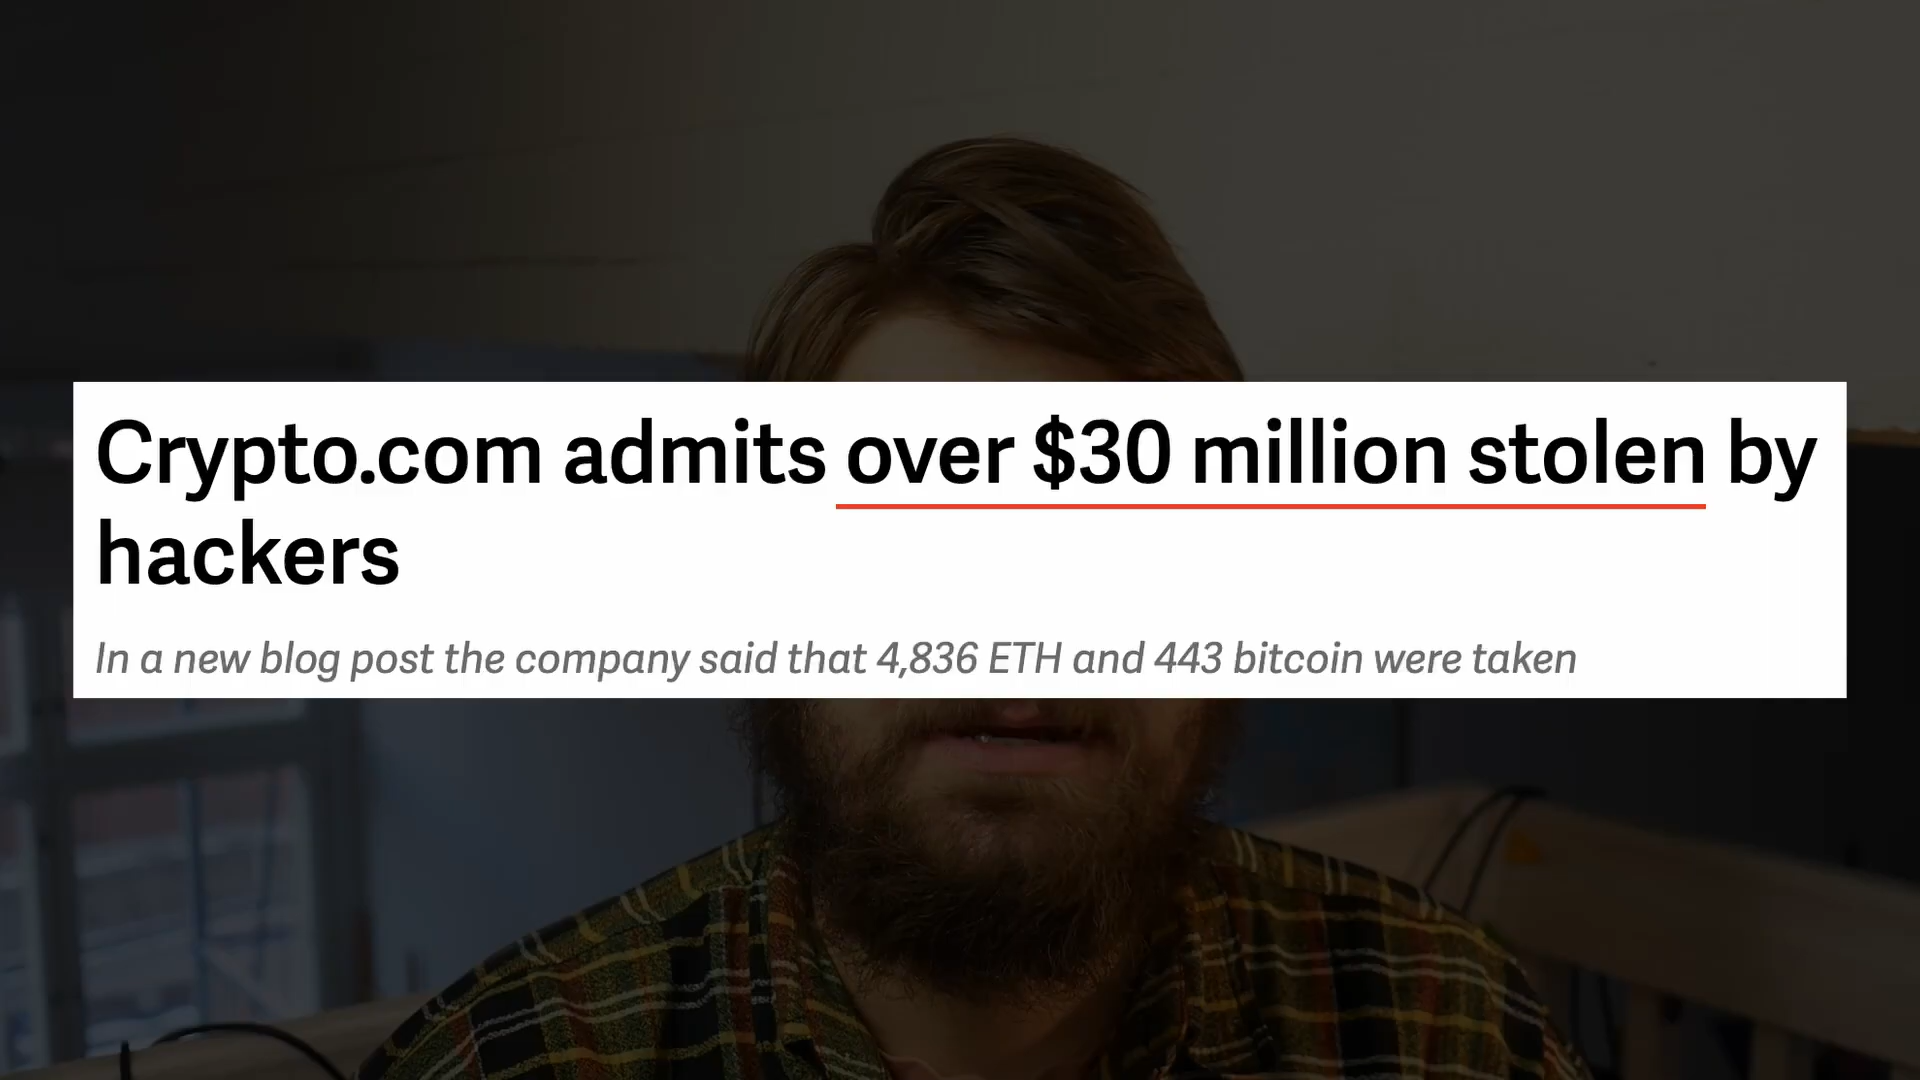 Crypto.com admits over $30 million stolen by
hackers
In a new blog post the company said that 4,836 ETH and 443 bitcoin were taken